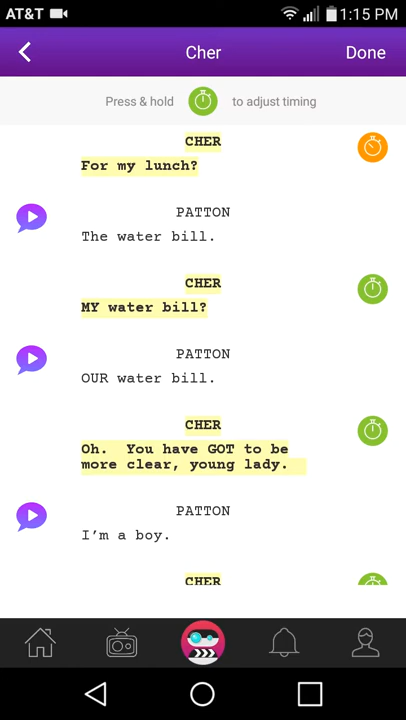 AT&T 1:15 PM
Cher Done
Press & hold to adjust timing
CHER
For my lunch?
PATTON
The water bill.
CHER
MY water bill?
PATTON
OUR water bill.
CHER
Oh. You have GOT to be
more clear, young lady.
PATTON
I'm a boy.
CHER